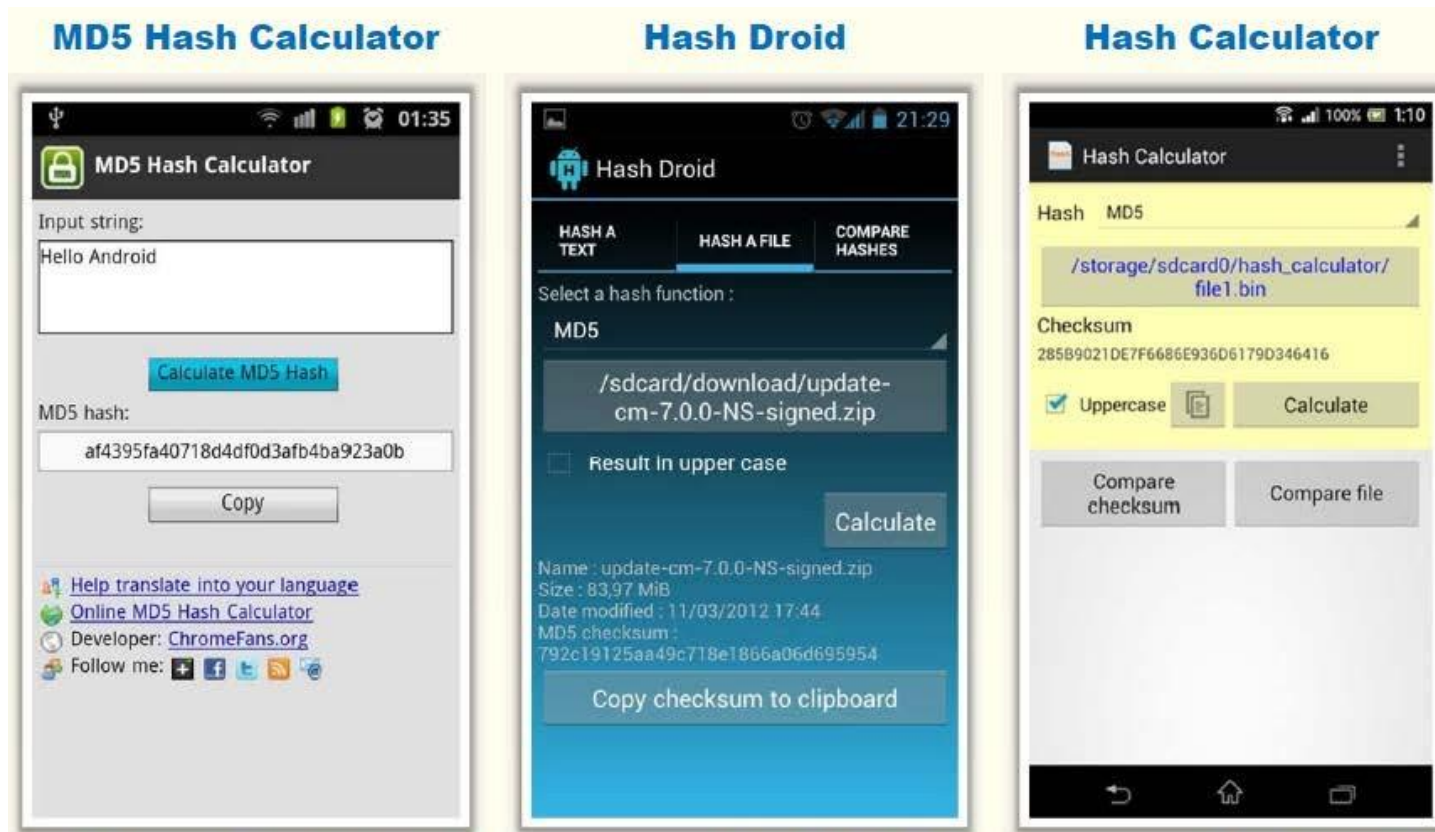 MD5 Hash Calculator
01:35
MD5 Hash Calculator
Input string:
Hello Android
Calculate MD5 Hash
MD5 hash:
af4395fa40718d4df0d3afb4ba923a0b
Copy
Help translate into your language
Online MD5 Hash Calculator
Developer: ChromeFans.org
Follow me:
Hash Droid
21:29
Hash Droid
HASH A
TEXT
HASH A FILE
COMPARE
HASHES
Select a hash function :
MD5
/sdcard/download/update-
cm-7.0.0-NS-signed.zip
Result in upper case
Calculate
Name : update-cm-7.0.0-NS-signed.zip
Size : 83,97 MiB
Date modified : 11/03/2012 17:44
MD5 checksum :
792c19125aa49c718e1866a06d695954
Copy checksum to clipboard
Hash Calculator
100% 1:10
Hash Calculator
Hash MD5
/storage/sdcard0/hash_calculator/
file1.bin
Checksum
285B9021DE7F6686E936D6179D346416
Uppercase
Calculate
Compare
checksum
Compare file